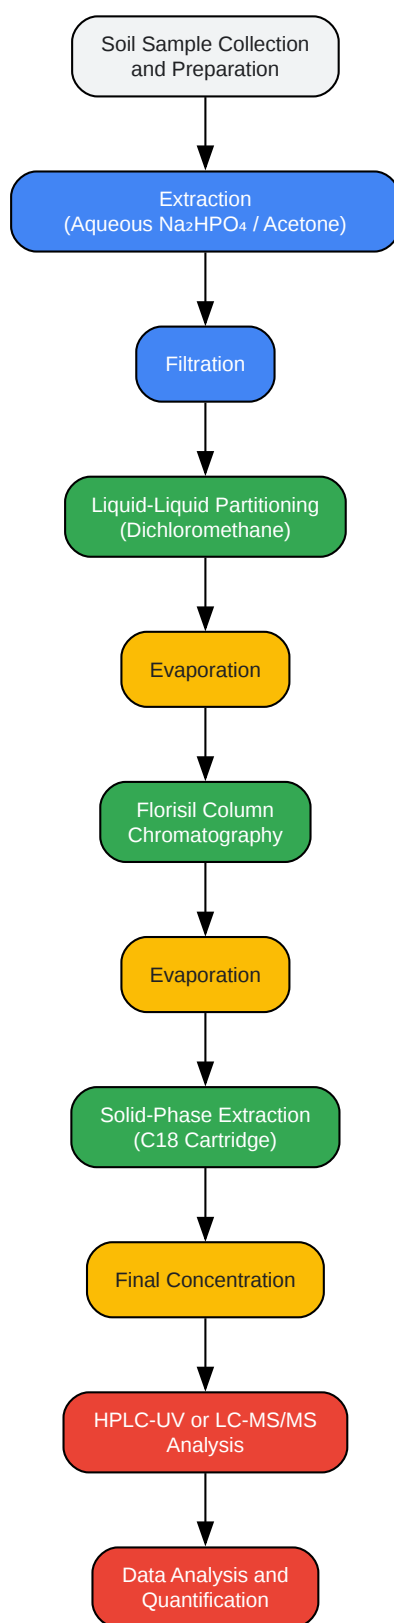 Soil Sample Collection
and Preparation
Extraction
(Aqueous Na₂HPO₄ / Acetone)
Filtration
Liquid-Liquid Partitioning
(Dichloromethane)
Evaporation
Florisil Column
Chromatography
Evaporation
Solid-Phase Extraction
(C18 Cartridge)
Final Concentration
HPLC-UV or LC-MS/MS
Analysis
Data Analysis and
Quantification